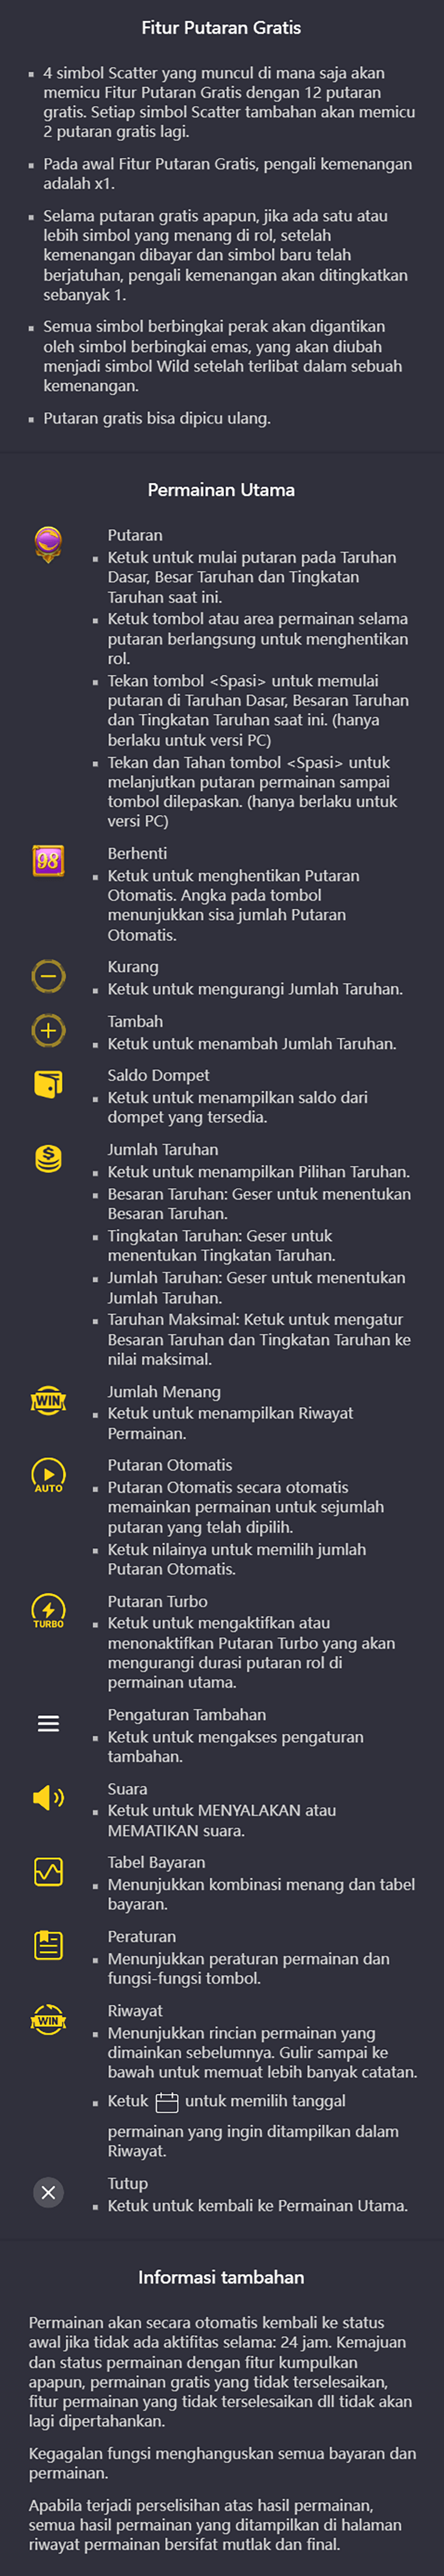 Fitur Putaran Gratis
▪ 4 simbol Scatter yang muncul di mana saja akan
memicu Fitur Putaran Gratis dengan 12 putaran
gratis. Setiap simbol Scatter tambahan akan memicu
2 putaran gratis lagi.
▪ Pada awal Fitur Putaran Gratis, pengali kemenangan
adalah x1.
▪ Selama putaran gratis apapun, jika ada satu atau
lebih simbol yang menang di rol, setelah
kemenangan dibayar dan simbol baru telah
berjatuhan, pengali kemenangan akan ditingkatkan
sebanyak 1.
▪ Semua simbol berbingkai perak akan digantikan
oleh simbol berbingkai emas, yang akan diubah
menjadi simbol Wild setelah terlibat dalam sebuah
kemenangan.
▪ Putaran gratis bisa dipicu ulang.
Permainan Utama
Putaran
▪ Ketuk untuk mulai putaran pada Taruhan
Dasar, Besar Taruhan dan Tingkatan
Taruhan saat ini.
▪ Ketuk tombol atau area permainan selama
putaran berlangsung untuk menghentikan
rol.
▪ Tekan tombol <Spasi> untuk memulai
putaran di Taruhan Dasar, Besaran Taruhan
dan Tingkatan Taruhan saat ini. (hanya
berlaku untuk versi PC)
▪ Tekan dan Tahan tombol <Spasi> untuk
melanjutkan putaran permainan sampai
tombol dilepaskan. (hanya berlaku untuk
versi PC)
98
Berhenti
▪ Ketuk untuk menghentikan Putaran
Otomatis. Angka pada tombol
menunjukkan sisa jumlah Putaran
Otomatis.
Kurang
▪ Ketuk untuk mengurangi Jumlah Taruhan.
Tambah
▪ Ketuk untuk menambah Jumlah Taruhan.
Saldo Dompet
▪ Ketuk untuk menampilkan saldo dari
dompet yang tersedia.
Jumlah Taruhan
▪ Ketuk untuk menampilkan Pilihan Taruhan.
▪ Besaran Taruhan: Geser untuk menentukan
Besaran Taruhan.
▪ Tingkatan Taruhan: Geser untuk
menentukan Tingkatan Taruhan.
▪ Jumlah Taruhan: Geser untuk menentukan
Jumlah Taruhan.
▪ Taruhan Maksimal: Ketuk untuk mengatur
Besaran Taruhan dan Tingkatan Taruhan ke
nilai maksimal.
WIN
Jumlah Menang
▪ Ketuk untuk menampilkan Riwayat
Permainan.
AUTO
Putaran Otomatis
▪ Putaran Otomatis secara otomatis
memainkan permainan untuk sejumlah
putaran yang telah dipilih.
▪ Ketuk nilainya untuk memilih jumlah
Putaran Otomatis.
TURBO
Putaran Turbo
▪ Ketuk untuk mengaktifkan atau
menonaktifkan Putaran Turbo yang akan
mengurangi durasi putaran rol di
permainan utama.
Pengaturan Tambahan
▪ Ketuk untuk mengakses pengaturan
tambahan.
Suara
▪ Ketuk untuk MENYALAKAN atau
MEMATIKAN suara.
Tabel Bayaran
▪ Menunjukkan kombinasi menang dan tabel
bayaran.
Peraturan
▪ Menunjukkan peraturan permainan dan
fungsi-fungsi tombol.
WIN
Riwayat
▪ Menunjukkan rincian permainan yang
dimainkan sebelumnya. Gulir sampai ke
bawah untuk memuat lebih banyak catatan.
▪ Ketuk untuk memilih tanggal
permainan yang ingin ditampilkan dalam
Riwayat.
Tutup
▪ Ketuk untuk kembali ke Permainan Utama.
Informasi tambahan
Permainan akan secara otomatis kembali ke status
awal jika tidak ada aktifitas selama: 24 jam. Kemajuan
dan status permainan dengan fitur kumpulkan
apapun, permainan gratis yang tidak terselesaikan,
fitur permainan yang tidak terselesaikan dll tidak akan
lagi dipertahankan.
Kegagalan fungsi menghanguskan semua bayaran dan
permainan.
Apabila terjadi perselisihan atas hasil permainan,
semua hasil permainan yang ditampilkan di halaman
riwayat permainan bersifat mutlak dan final.